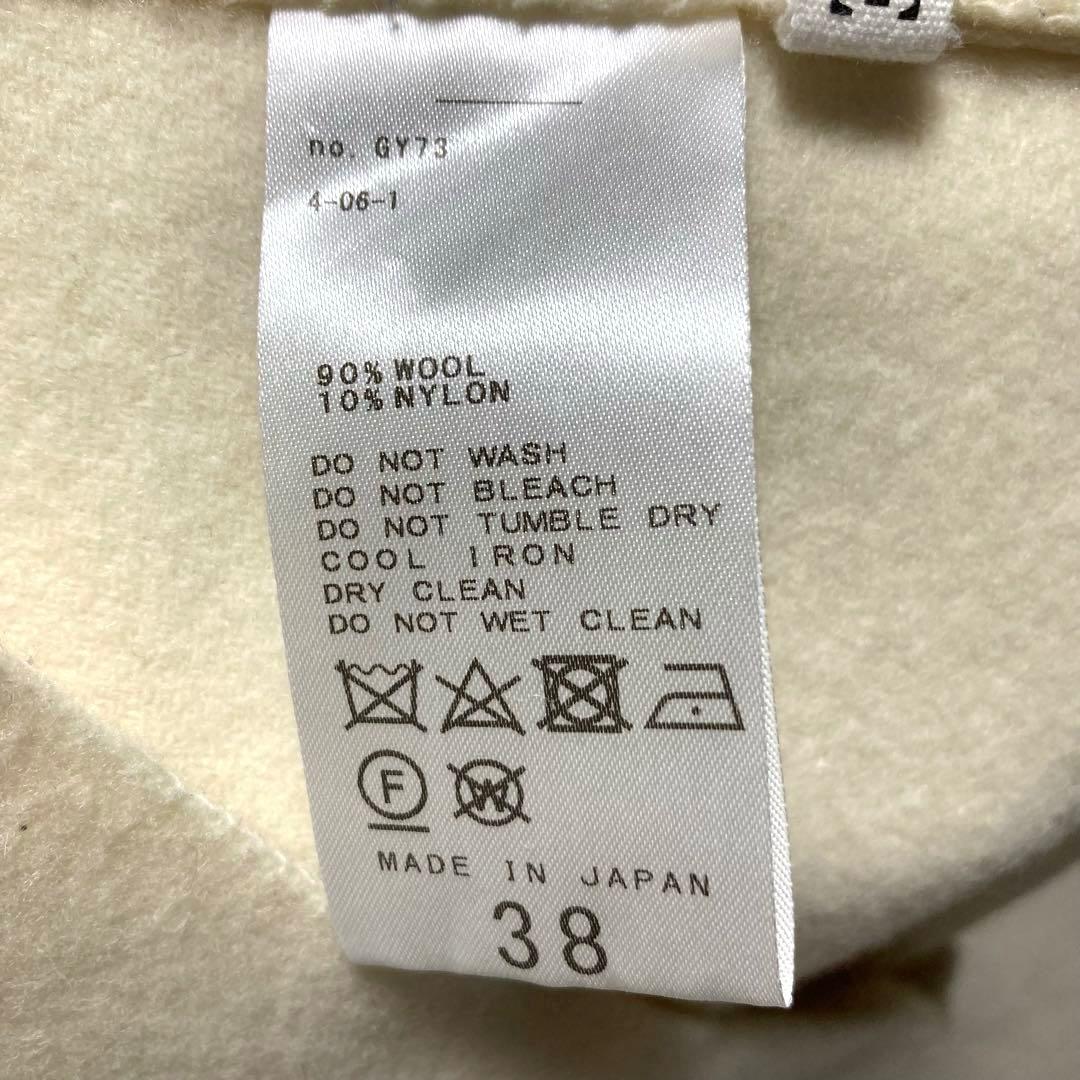 no. GY73
4-06-1
90% WOOL
10% NYLON
DO NOT WASH
DO NOT BLEACH
DO NOT TUMBLE DRY
COOL IRON
DRY CLEAN
DO NOT WET CLEAN
F W
MADE IN JAPAN
38